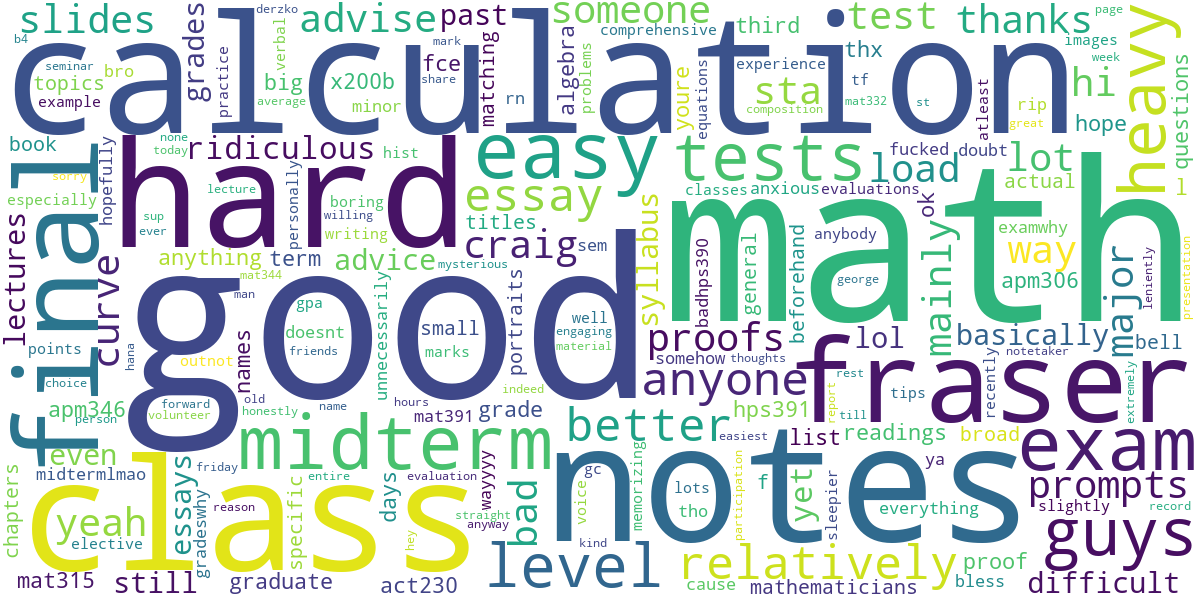 calculation
math
good
hard
notes
class
final
fraser
midterm
easy
tests
exam
guys
level
heavy
slides
advise
past
someone
test
thanks
grades
derzko
b4
seminar
topics
bro
example
practice
verbal
big
average
x200b
minor
mark
fce
share
matching
rn
algebra
problems
comprehensive
third
thx
youre
equations
experience
sta
composition
tf
mat332
st
atleast
rip
great
page
images
week
hi
hope
questions
l
book
sorry
especially
hopefully
none
today
ridiculous
hist
lecture
sup
ever
personally
boring
willing
writing
essay
titles
craig
sem
load
fucked
doubt
lot
actual
classes
anxious
evaluations
ok
syllabus
general
badhps390
beforehand
anybody
george
mainly
examwhy
way
apm306
major
leniently
presentation
lectures
curve
anything
term
advice
mysterious
mat344
man
gpa
doesnt
friends
small
marks
unnecessarily
portraits
well
engaging
material
proofs
somehow
thoughts
lol
basically
bell
notetaker
recently
extremely
points
hana
outnot
names
choice
apm346
person
forward
volunteer
old
honestly
name
hours
mat391
grade
indeed
anyone
hps391
better
easiest
list
report
till
rest
tips
readings
broad
even
midtermlmao
chapters
yeah
elective
essays
gradeswhy
friday
reason
entire
specific
days
evaluation
straight
anyway
hey
wayyyy
bad
voice
gc
kind
memorizing
lots
tho
participation
f
yet
sleepier
ya
everything
prompts
slightly
record
mat315
still
graduate
act230
relatively
cause
mathematicians
proof
bless
difficult